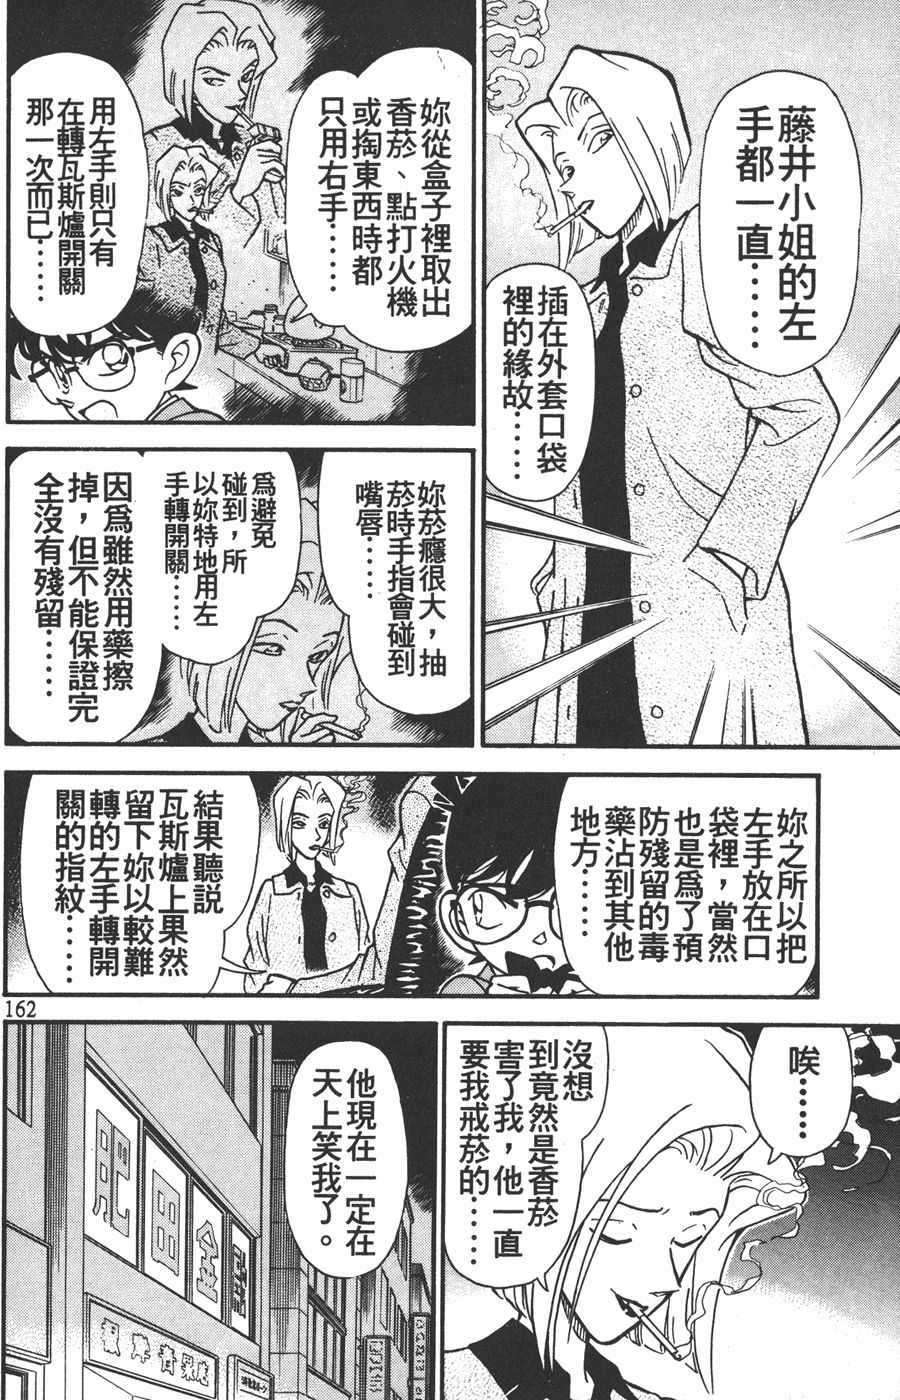 藤井小姐的左
手都一直……
插在外套口袋
裡的緣故……
妳從盒子裡取出
香菸、點打火機
或掏東西時都
只用右手……
用左手則只有
在轉瓦斯爐開關
那一次而已……
妳菸癮很大，抽
菸時手指會碰到
嘴唇……
為避免
碰到，所
以妳特地用左
手轉開關……
因為雖然用藥擦
掉，但不能保證完
全沒有殘留……
妳之所以把
左手放在口
袋裡，當然
也是為了預
防殘留的毒
藥沾到其他
地方……
結果聽說
瓦斯爐上果然
留下妳以較難
轉的左手轉開
關的指紋……
162
唉……
沒想
到竟然是香菸
害了我，他一直
要我戒菸的……
他現在一定在
天上笑我了。
肥田金